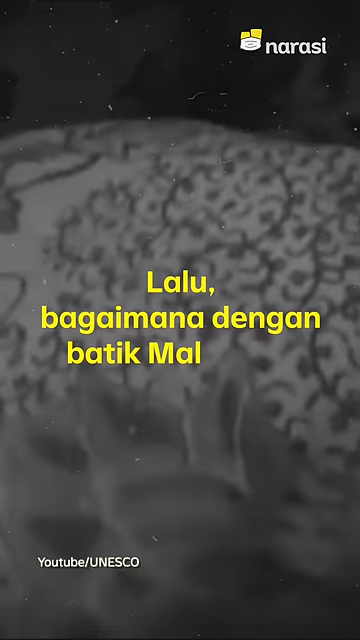 narasi
Lalu,
bagaimana dengan
batik Mal
Youtube/UNESCO